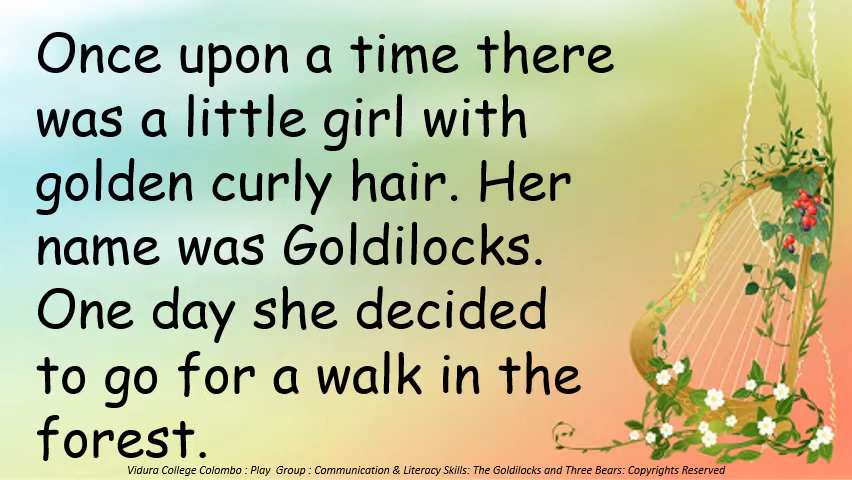 Once upon a time there
was a little girl with
golden curly hair. Her
name was Goldilocks.
One day she decided
to go for a walk in the
forest.
Vidura College Colombo : Play Group : Communication & Literacy Skills: The Goldilocks and Three Bears: Copyrights Reserved